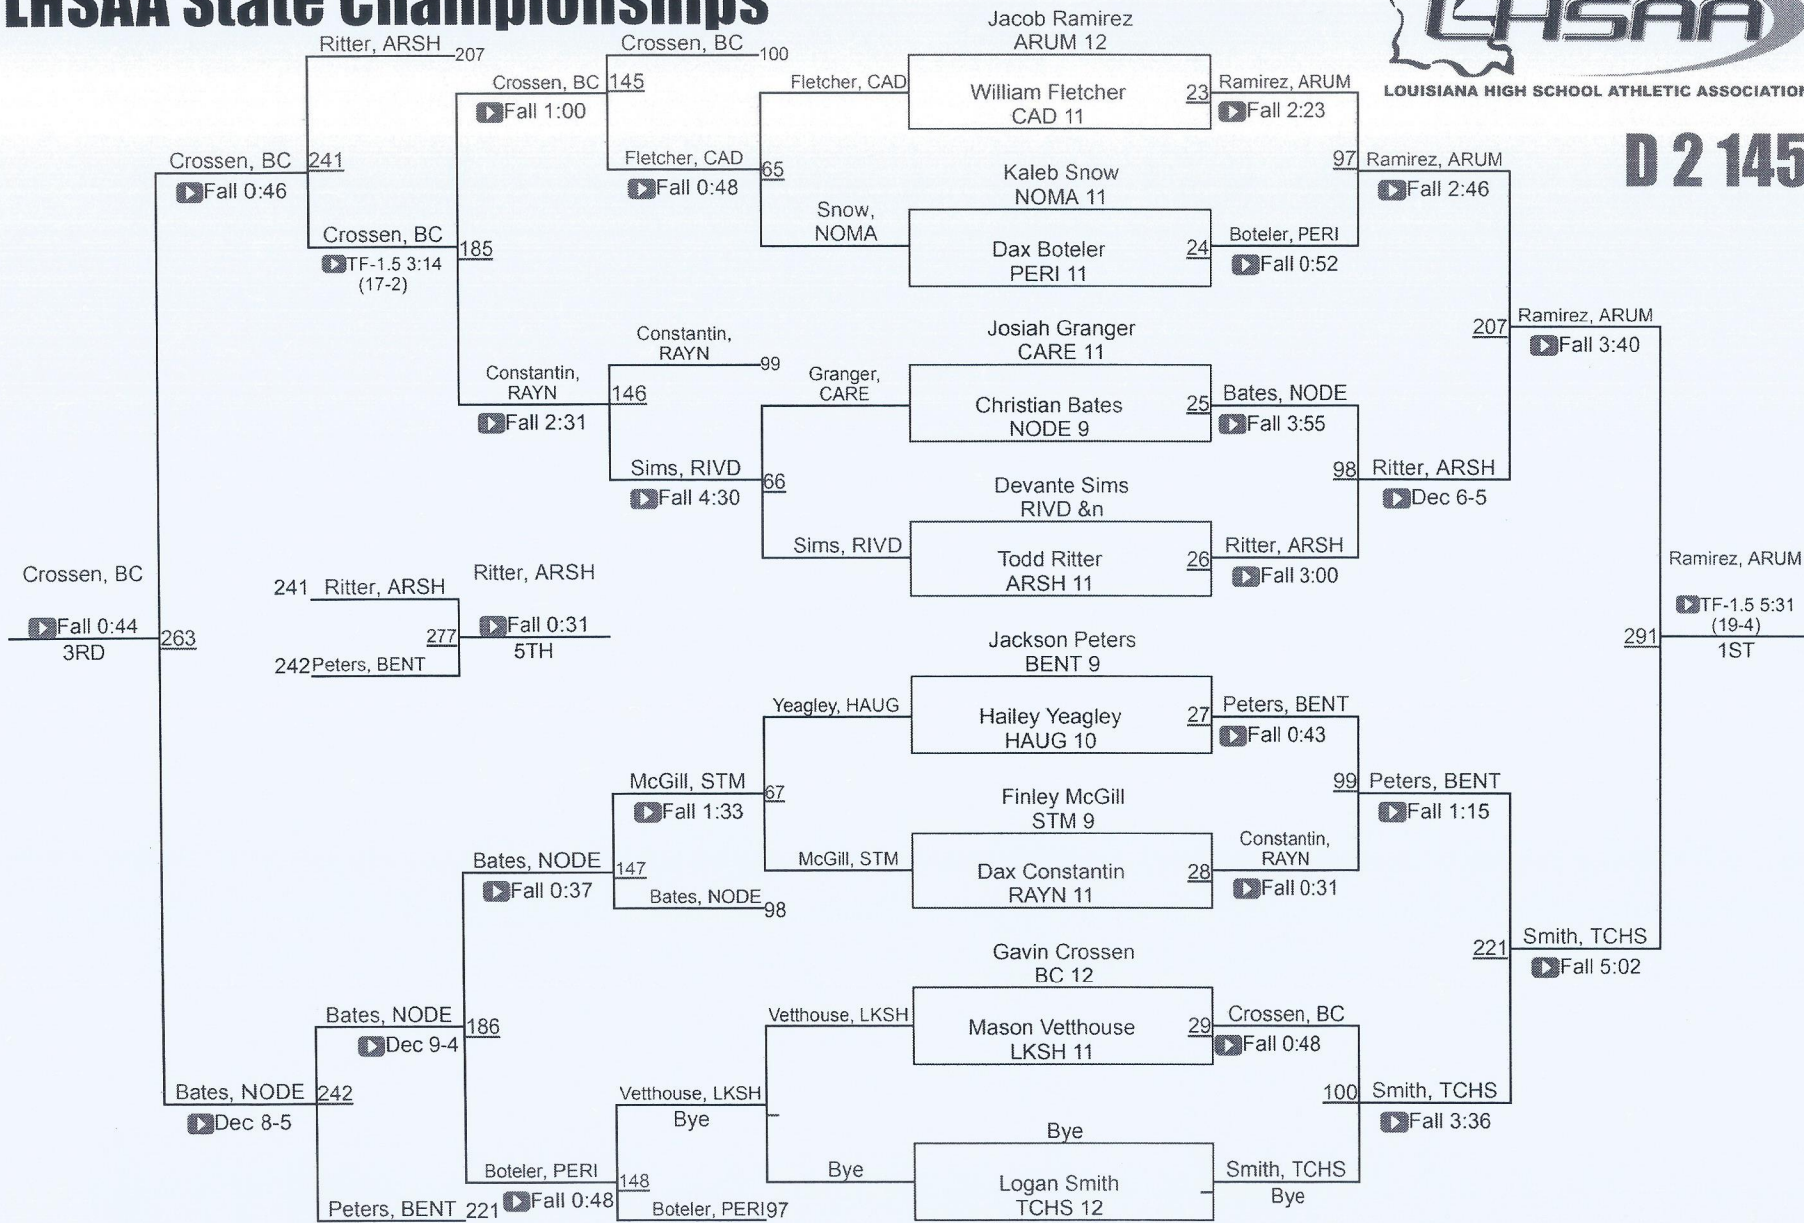 LHSAA State Championships
LHSAA
LOUISIANA HIGH SCHOOL ATHLETIC ASSOCIATION
D 2 145
Jacob Ramirez
ARUM 12
William Fletcher
CAD 11
23
Ramirez, ARUM
Fall 2:23
Kaleb Snow
NOMA 11
Dax Boteler
PERI 11
24
Boteler, PERI
Fall 0:52
97
Ramirez, ARUM
Fall 2:46
Josiah Granger
CARE 11
Christian Bates
NODE 9
25
Bates, NODE
Fall 3:55
Devante Sims
RIVD &n
Todd Ritter
ARSH 11
26
Ritter, ARSH
Fall 3:00
98
Ritter, ARSH
Dec 6-5
207
Ramirez, ARUM
Fall 3:40
Jackson Peters
BENT 9
Hailey Yeagley
HAUG 10
27
Peters, BENT
Fall 0:43
Finley McGill
STM 9
Dax Constantin
RAYN 11
28
Constantin,
RAYN
Fall 0:31
99
Peters, BENT
Fall 1:15
Gavin Crossen
BC 12
Mason Vetthouse
LKSH 11
29
Crossen, BC
Fall 0:48
Bye
Logan Smith
TCHS 12
Smith, TCHS
Bye
100
Smith, TCHS
Fall 3:36
221
Smith, TCHS
Fall 5:02
Ramirez, ARUM
TF-1.5 5:31
(19-4)
291
1ST
Fletcher, CAD
Snow,
NOMA
65
Crossen, BC
100
Fletcher, CAD
Fall 0:48
145
Crossen, BC
Fall 1:00
Granger,
CARE
Sims, RIVD
66
Constantin,
RAYN
99
Sims, RIVD
Fall 4:30
146
Constantin,
RAYN
Fall 2:31
185
Ritter, ARSH
207
Crossen, BC
TF-1.5 3:14
(17-2)
241
Crossen, BC
Fall 0:46
Crossen, BC
Fall 0:44
263
3RD
241
Ritter, ARSH
242
Peters, BENT
277
Ritter, ARSH
Fall 0:31
5TH
Yeagley, HAUG
McGill, STM
67
McGill, STM
Fall 1:33
Bates, NODE
98
147
Bates, NODE
Fall 0:37
Vetthouse, LKSH
Bye
Vetthouse, LKSH
Bye
Boteler, PERI
97
148
Boteler, PERI
Fall 0:48
186
Bates, NODE
Dec 9-4
Peters, BENT
221
242
Bates, NODE
Dec 8-5